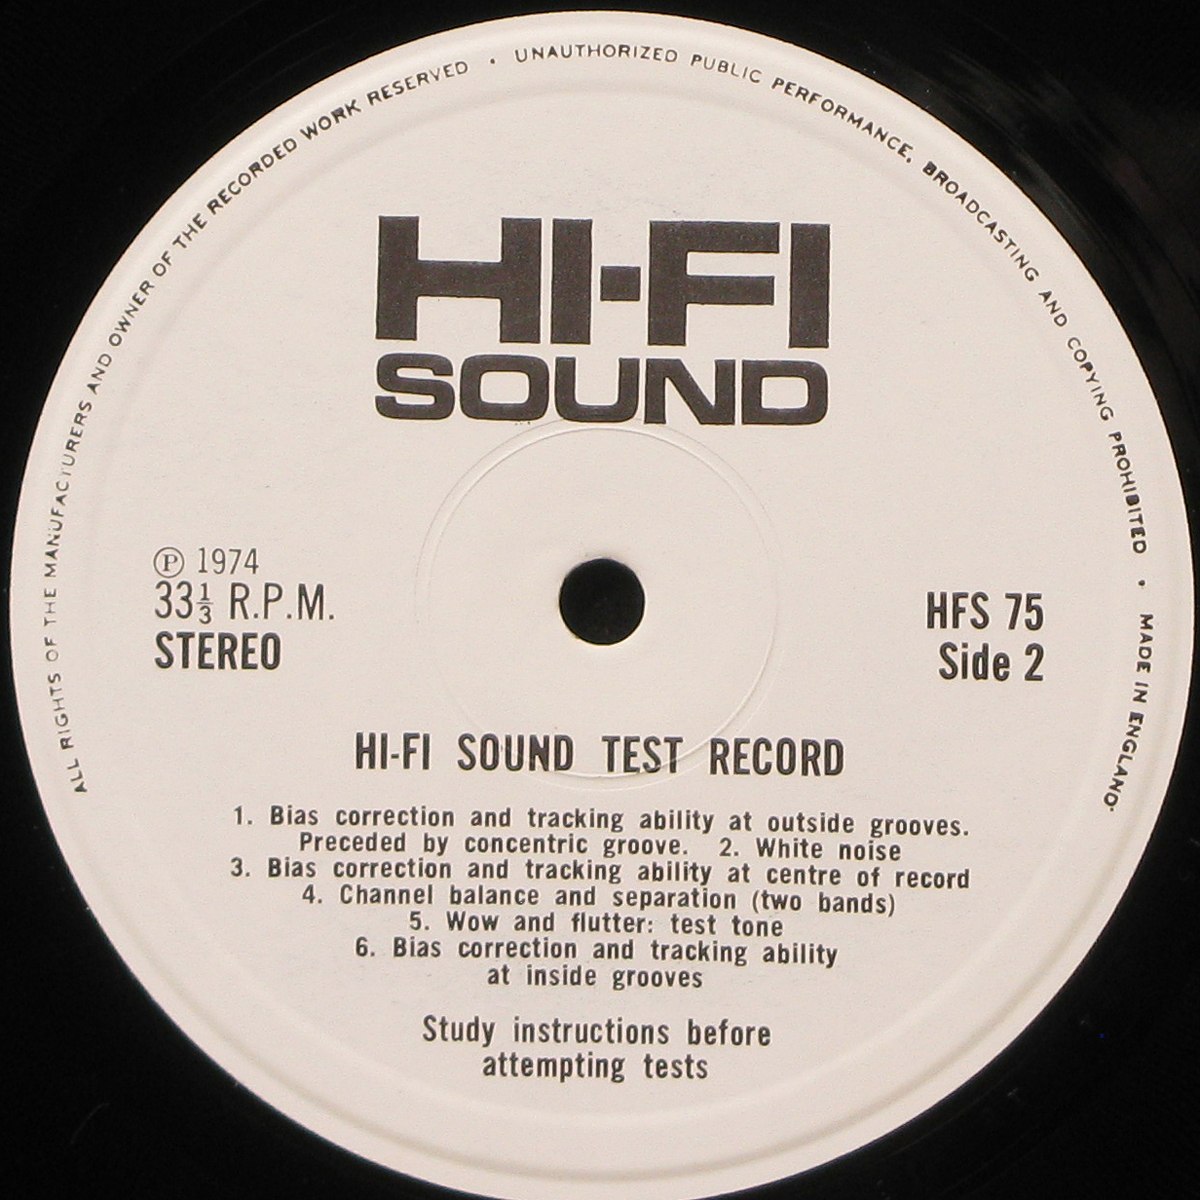 ALL RIGHTS OF THE MANUFACTURERS AND OWNER OF THE RECORDED WORK RESERVED • UNAUTHORIZED PUBLIC PERFORMANCE, BROADCASTING AND COPYING PROHIBITED • MADE IN ENGLAND.
HI-FI
SOUND
℗ 1974
33⅓ R.P.M.
STEREO
HFS 75
Side 2
HI-FI SOUND TEST RECORD
1. Bias correction and tracking ability at outside grooves.
Preceded by concentric groove. 2. White noise
3. Bias correction and tracking ability at centre of record
4. Channel balance and separation (two bands)
5. Wow and flutter: test tone
6. Bias correction and tracking ability
at inside grooves
Study instructions before
attempting tests